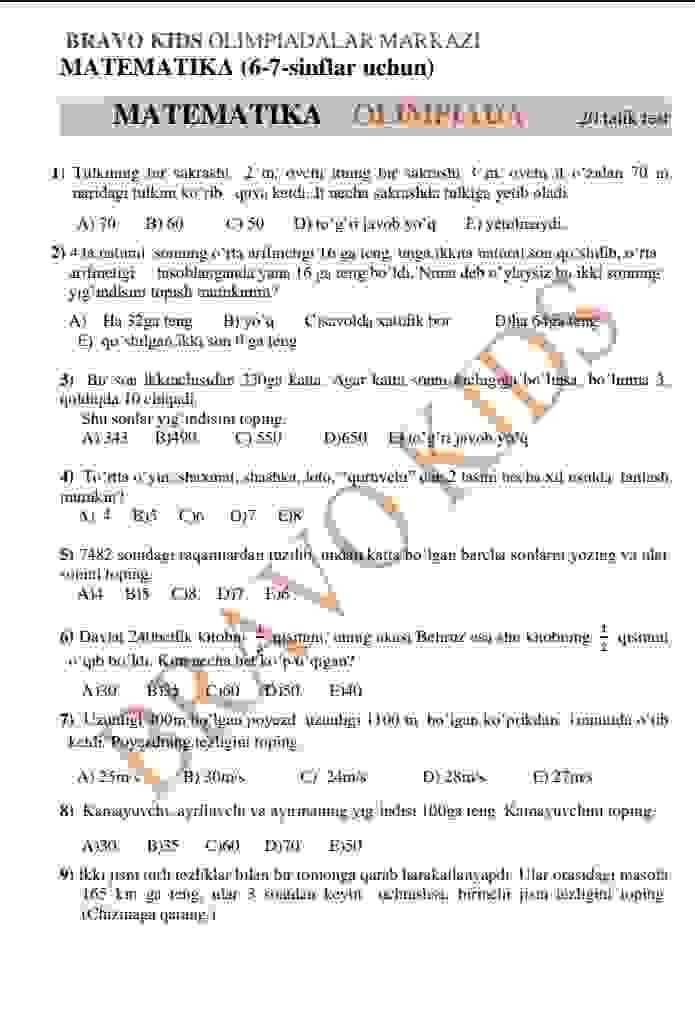 BRAVO KIDS OLIMPIADALAR MARKAZI
MATEMATIKA (6-7-sinflar uchun)
MATEMATIKA OLIMPIADA 20 talik test
1) Tulkining bir sakrashi 2 m, ovchi itining bir sakrashi 3 m, ovchi it o'zidan 70 m
naridagi tulkini ko'rib quva ketdi. It necha sakrashda tulkiga yetib oladi
A) 70 B) 60 C) 50 D) to'g'ri javob yo'q E) yetolmaydi
2) 4 ta natural sonning o'rta arifmetigi 16 ga teng, unga ikkita natural son qo'shilib, o'rta
arifmetigi hisoblanganda yana 16 ga teng bo'ldi. Nima deb o'ylaysiz bu ikki sonning
yig'indisini topish mumkinmi?
A) Ha 32ga teng B) yo'q C)savolda xatolik bor D)ha 64ga teng
E) qo'shilgan ikki son 0 ga teng
3) Bir son ikkinchisidan 330ga katta. Agar katta sonni kichigiga bo'linsa, bo'linma 3,
qoldiqda 10 chiqadi.
Shu sonlar yig'indisini toping.
A) 343 B)490 C) 550 D)650 E) to'g'ri javob yo'q
4) To'rtta o'yin: shaxmat, shashka, loto, "quruvchi" dan 2 tasini necha xil usulda tanlash
mumkin?
A) 4 B)5 C)6 D)7 E)8
5) 7482 sonidagi raqamlardan tuzilib, undan katta bo'lgan barcha sonlarni yozing va ular
sonini toping.
A)4 B)5 C)8 D)7 E)6
6) Davlat 240betlik kitobni qismini, uning ukasi Behruz esa shu kitobning 1/2 qismini
o'qib bo'ldi. Kim necha bet ko'p o'qigan?
A)30 B)35 C)60 D)50 E)40
7) Uzunligi 400m bo'lgan poyezd uzunligi 1100 m bo'lgan ko'prikdan 1minutda o'tib
ketdi. Poyezdning tezligini toping.
A) 25m/s B) 30m/s C) 24m/s D) 28m/s E) 27m/s
8) Kamayuvchi, ayriluvchi va ayirmaning yig'indisi 100ga teng. Kamayuvchini toping.
A)30 B)35 C)60 D)70 E)50
9) Ikki jism turli tezliklar bilan bir tomonga qarab harakatlanyapdi. Ular orasidagi masofa
165 km ga teng, ular 3 soatdan keyin uchrashsa, birinchi jism tezligini toping.
(Chizmaga qarang.)
BRAVO KIDS